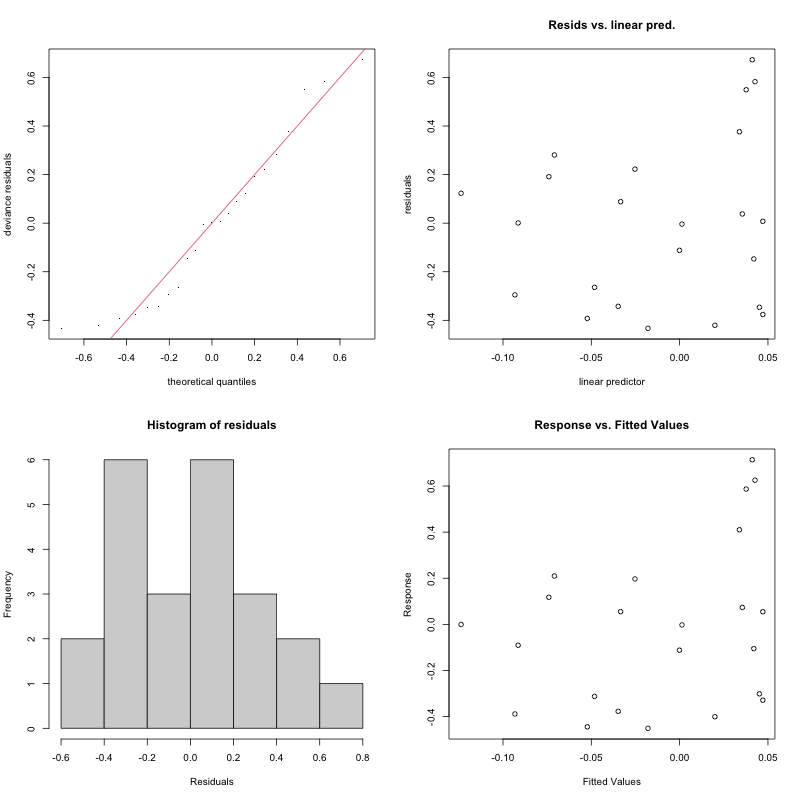 deviance residuals
0.6
0.4
0.2
0.0
-0.2
-0.4
-0.6 -0.4 -0.2 0.0 0.2 0.4 0.6
theoretical quantiles
Resids vs. linear pred.
residuals
0.6
0.4
0.2
0.0
-0.2
-0.4
-0.10 -0.05 0.00 0.05
linear predictor
Histogram of residuals
Frequency
6
5
4
3
2
1
0
-0.6 -0.4 -0.2 0.0 0.2 0.4 0.6 0.8
Residuals
Response vs. Fitted Values
Response
0.6
0.4
0.2
0.0
-0.2
-0.4
-0.10 -0.05 0.00 0.05
Fitted Values